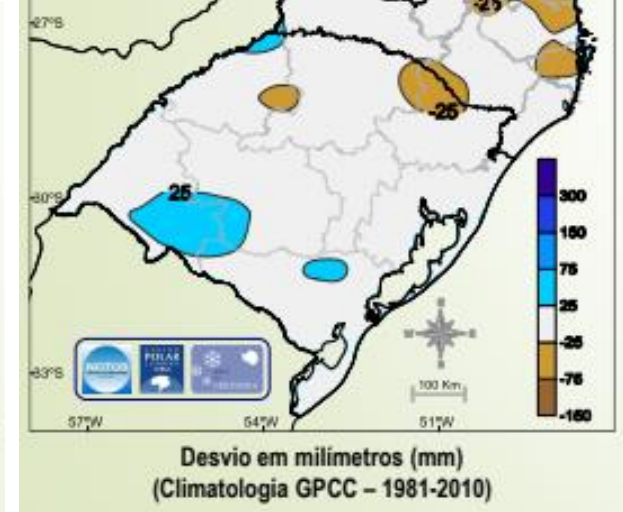 -25
27°S
-25
25
30°S
300
150
75
25
-25
-75
-150
POLAR
33°S
100 Km
57°W 54°W 51°W
Desvio em milímetros (mm)
(Climatologia GPCC – 1981-2010)